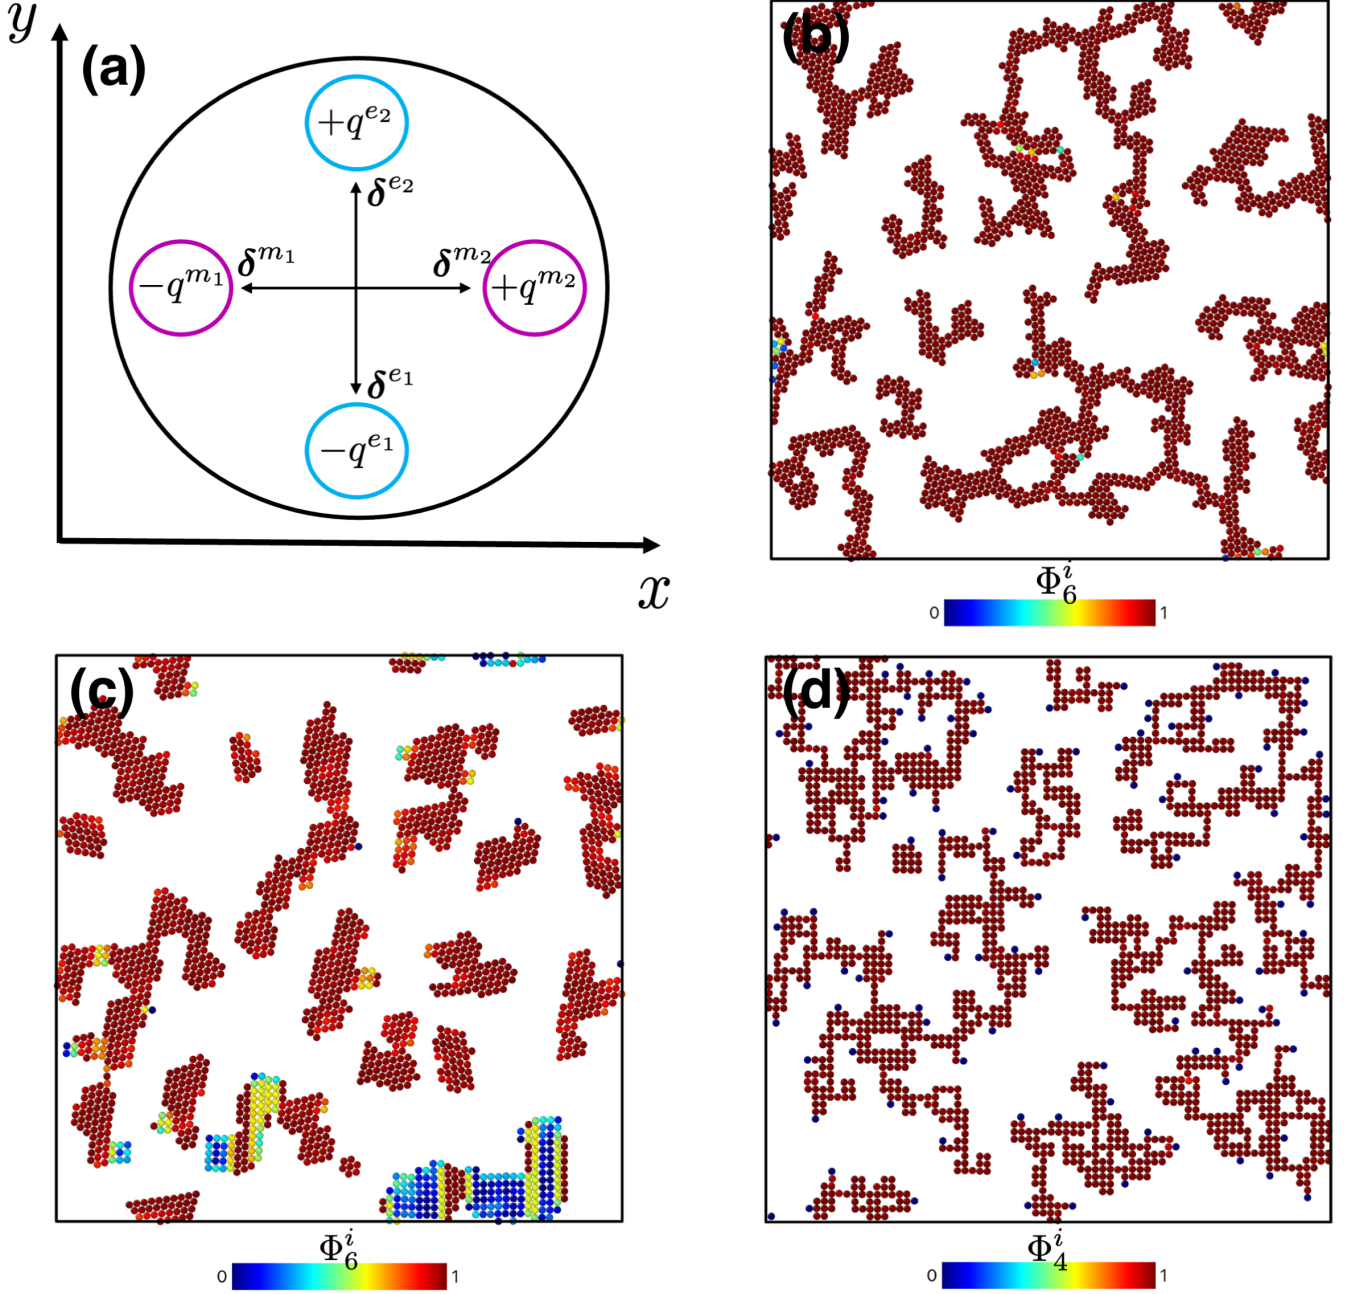 y
(a)
+q^{e_2}
δ^{e_2}
−q^{m_1}
δ^{m_1}
δ^{m_2}
+q^{m_2}
δ^{e_1}
−q^{e_1}
x
(b)
Φ_6^i
0 1
(c)
Φ_6^i
0 1
(d)
Φ_4^i
0 1